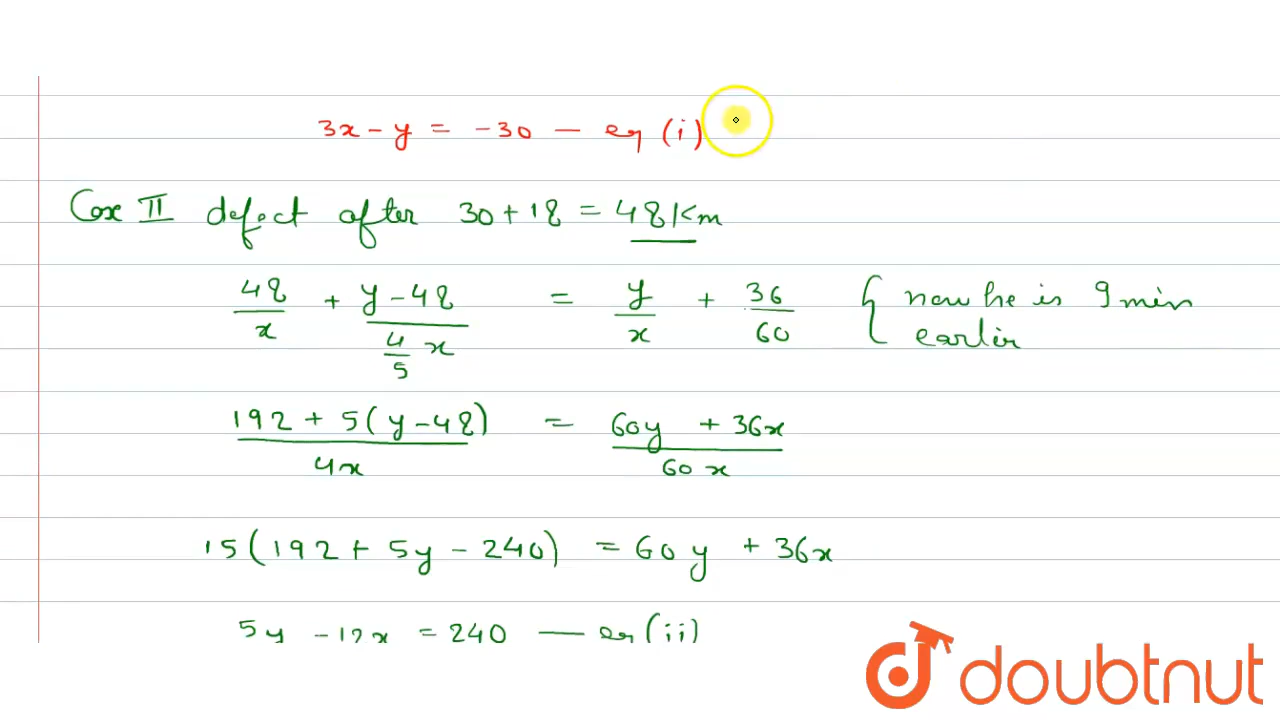 3x - y = -30 — eq (i)
Case II defect after 30 + 18 = 48 Km
48/x + (y - 48)/(4/5 x) = y/x + 36/60 { now he is 9 min earlier
(192 + 5(y - 48))/4x = (60y + 36x)/60x
15(192 + 5y - 240) = 60y + 36x
5y - 12x = 240 — eq (ii)
doubtnut